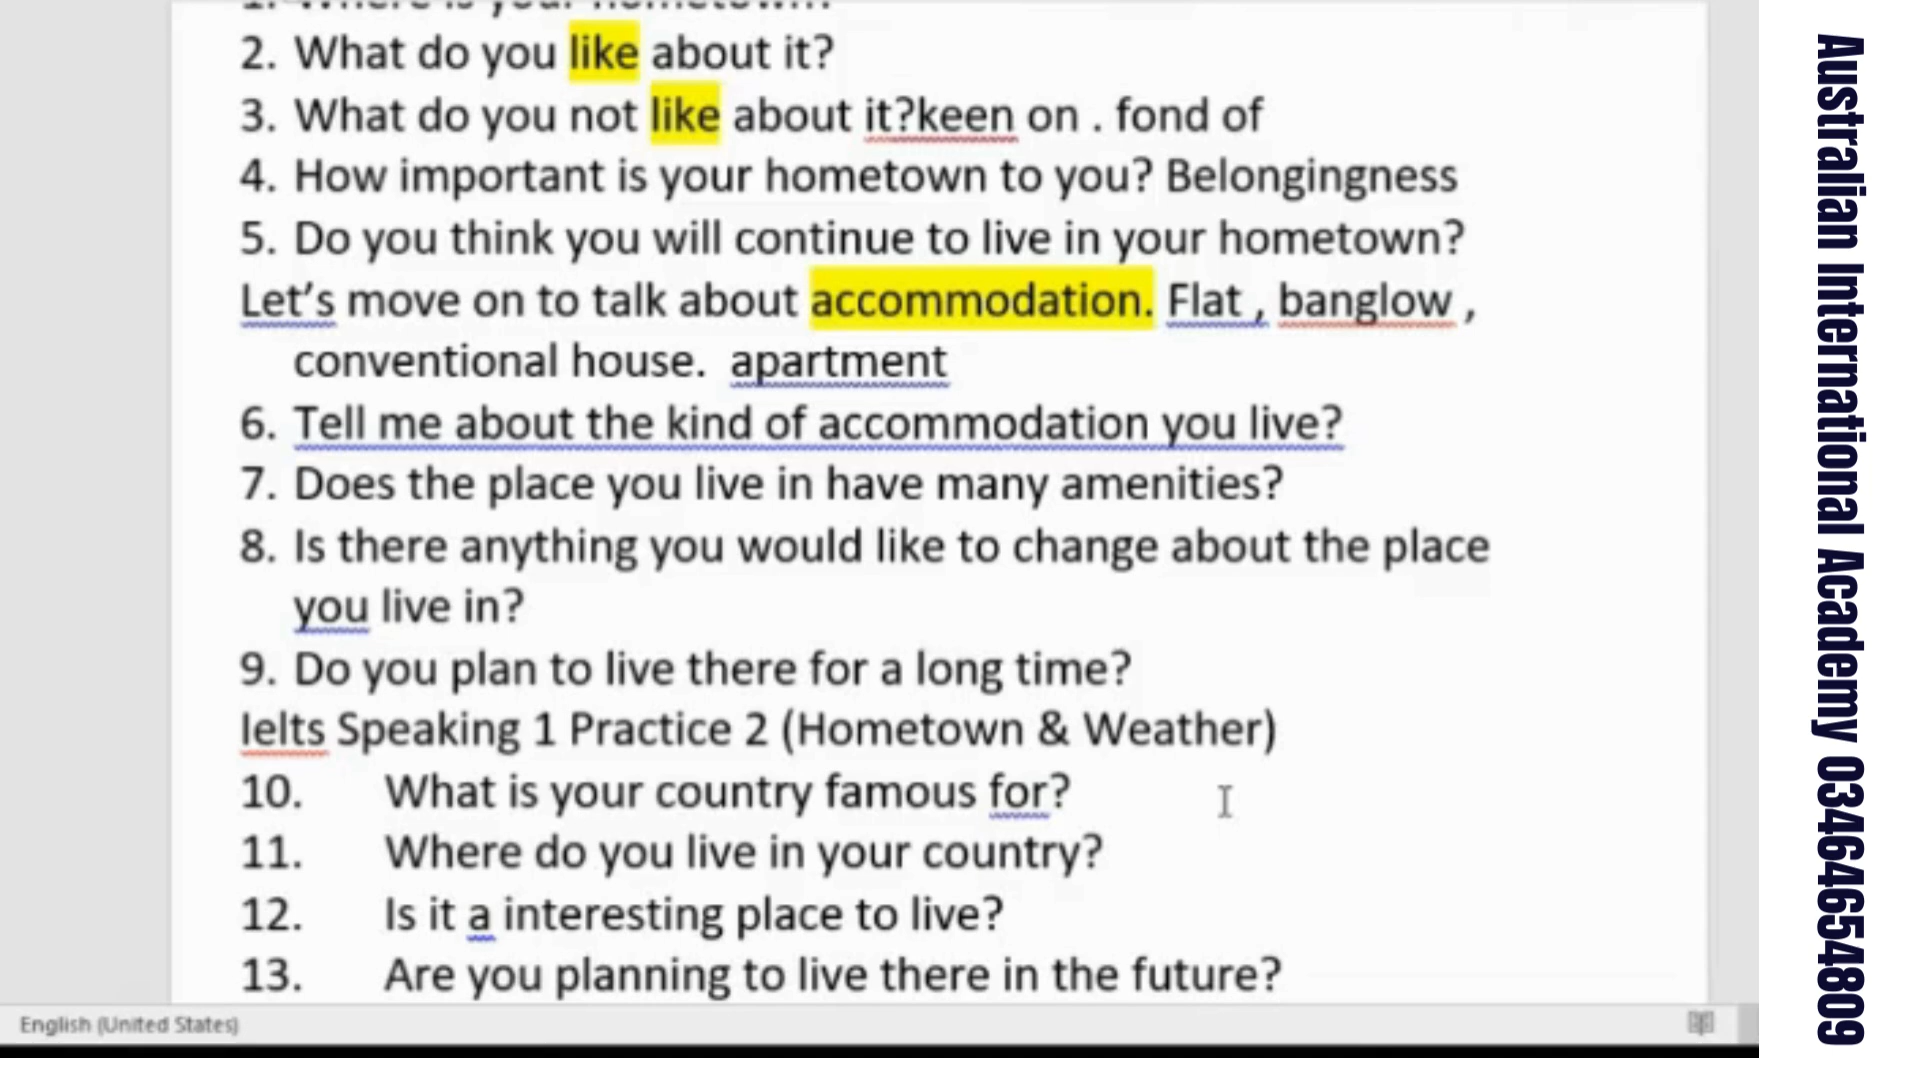 1. Where is your hometown?
2. What do you like about it?
3. What do you not like about it?keen on . fond of
4. How important is your hometown to you? Belongingness
5. Do you think you will continue to live in your hometown?
Let's move on to talk about accommodation. Flat , banglow ,
conventional house. apartment
6. Tell me about the kind of accommodation you live?
7. Does the place you live in have many amenities?
8. Is there anything you would like to change about the place
you live in?
9. Do you plan to live there for a long time?
Ielts Speaking 1 Practice 2 (Hometown & Weather)
10. What is your country famous for?
11. Where do you live in your country?
12. Is it a interesting place to live?
13. Are you planning to live there in the future?
English (United States)
Australian International Academy 03464654809